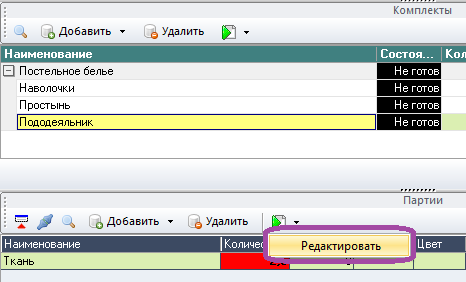 Комплекты
Добавить Удалить
Наименование Состоя... Кол
Постельное белье Не готов
Наволочки Не готов
Простынь Не готов
Пододеяльник Не готов
Партии
Добавить Удалить
Редактировать
Наименование Количес Цвет
Ткань